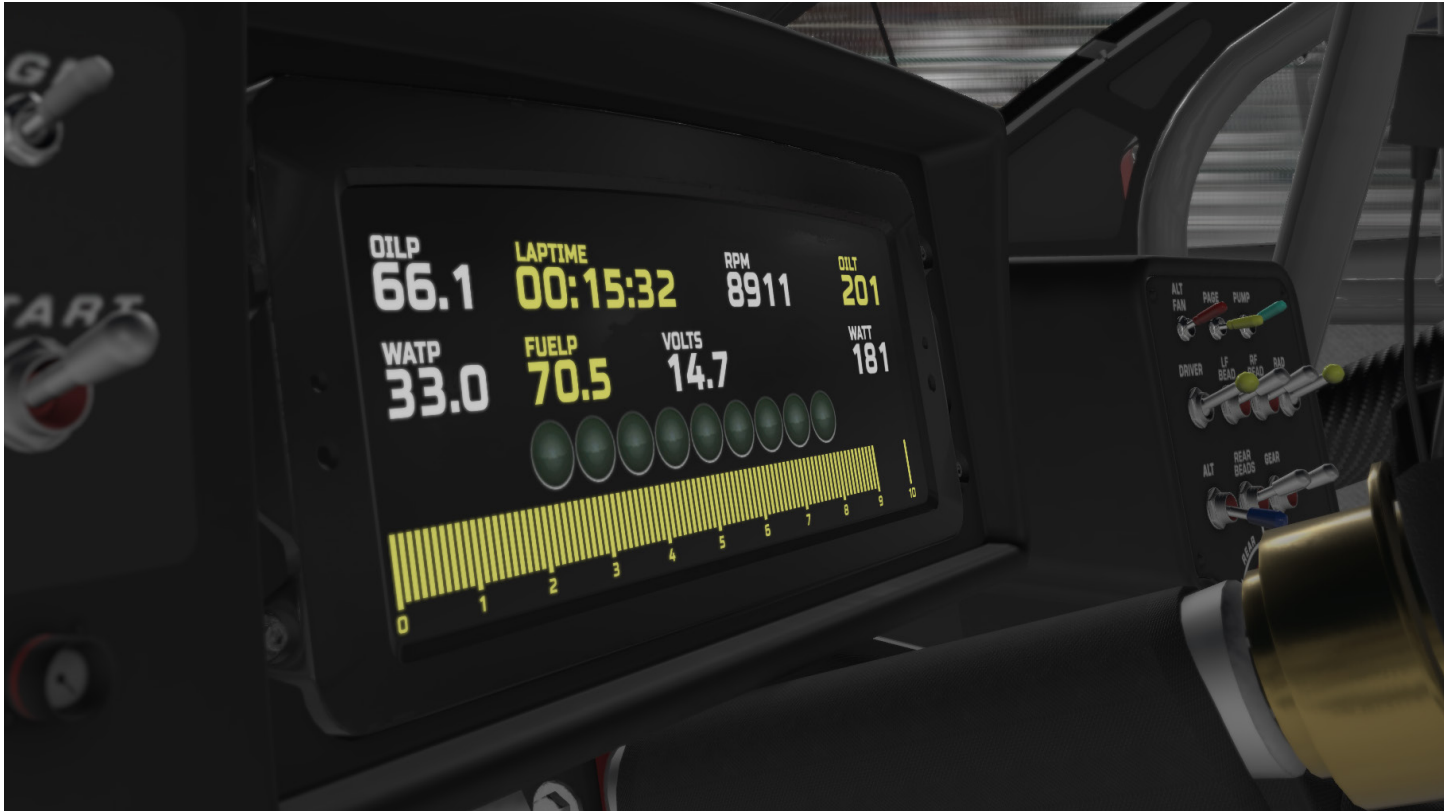 START
OILP LAPTIME RPM OILT
66.1 00:15:32 8911 201
WATP FUELP VOLTS WATT
33.0 70.5 14.7 181
0 1 2 3 4 5 6 7 8 9 10
ALT FAN PAGE PUMP
DRIVER LF BEAD RF BEAD RAD
ALT REAR BEADS GEAR
REAR